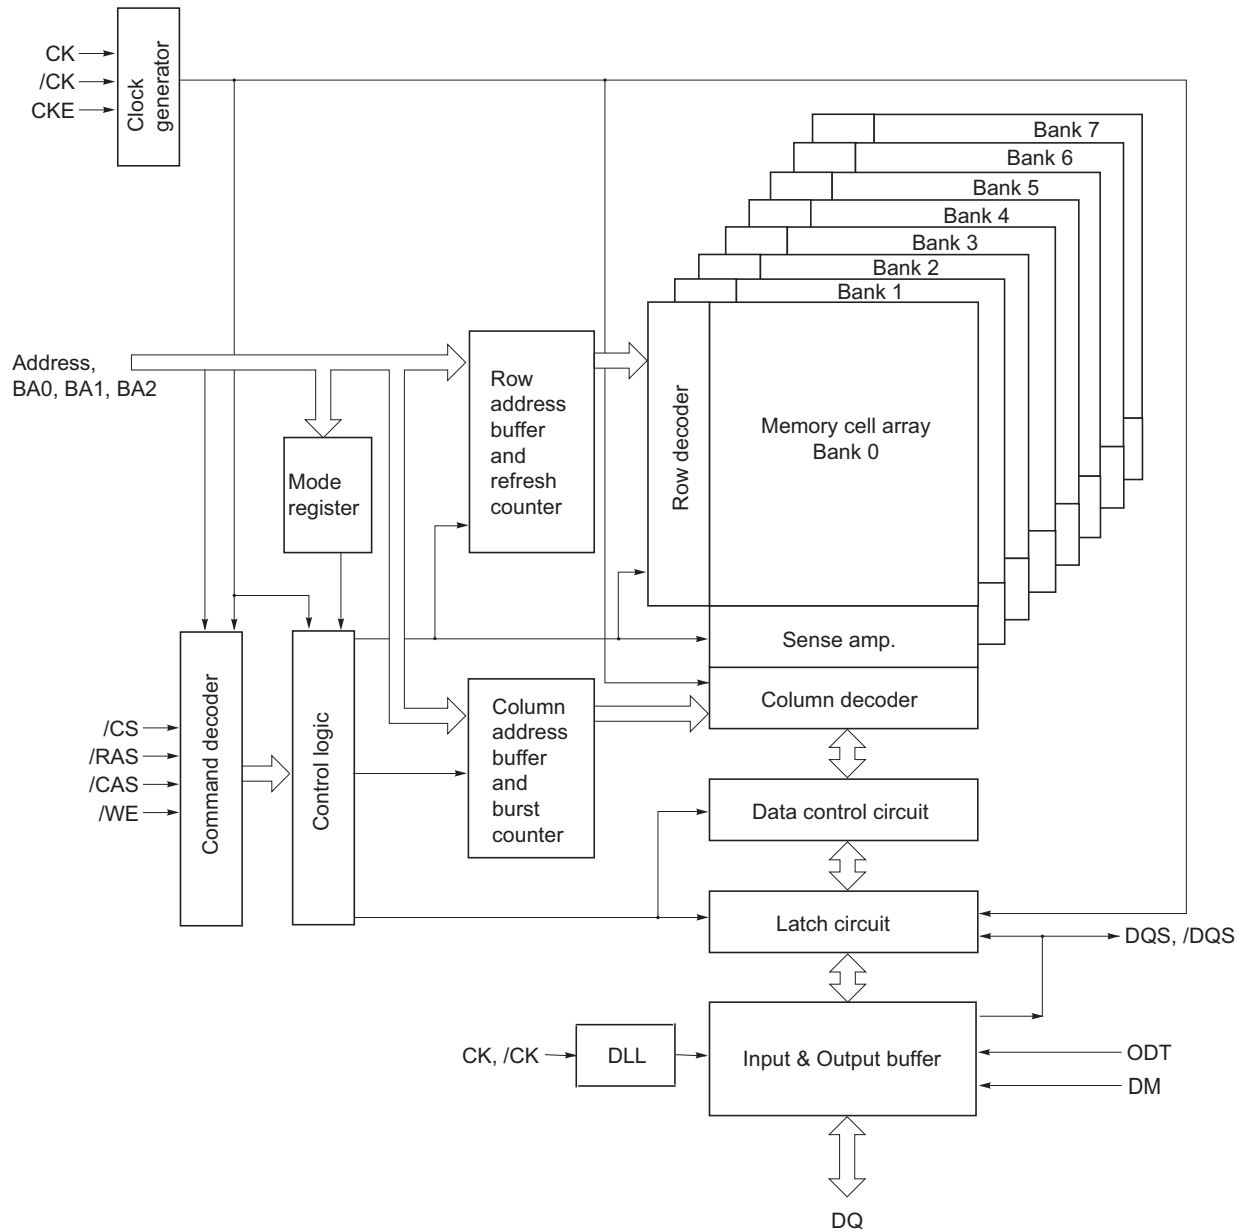 CK
/CK
CKE
Clock
generator
Bank 7
Bank 6
Bank 5
Bank 4
Bank 3
Bank 2
Bank 1
Address,
BA0, BA1, BA2
Mode
register
Row
address
buffer
and
refresh
counter
Row decoder
Memory cell array
Bank 0
Sense amp.
Column decoder
/CS
/RAS
/CAS
/WE
Command decoder
Control logic
Column
address
buffer
and
burst
counter
Data control circuit
Latch circuit
DQS, /DQS
CK, /CK
DLL
Input & Output buffer
ODT
DM
DQ